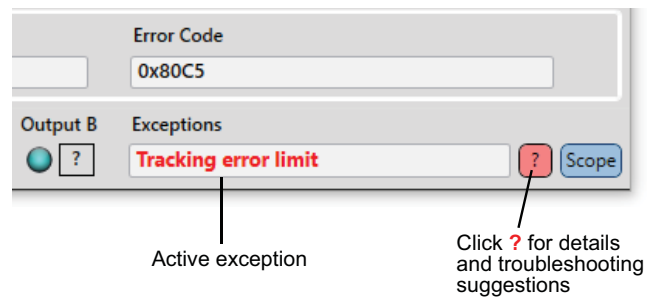 Error Code
0x80C5
Output B Exceptions
? Tracking error limit ? Scope
Active exception
Click ? for details
and troubleshooting
suggestions